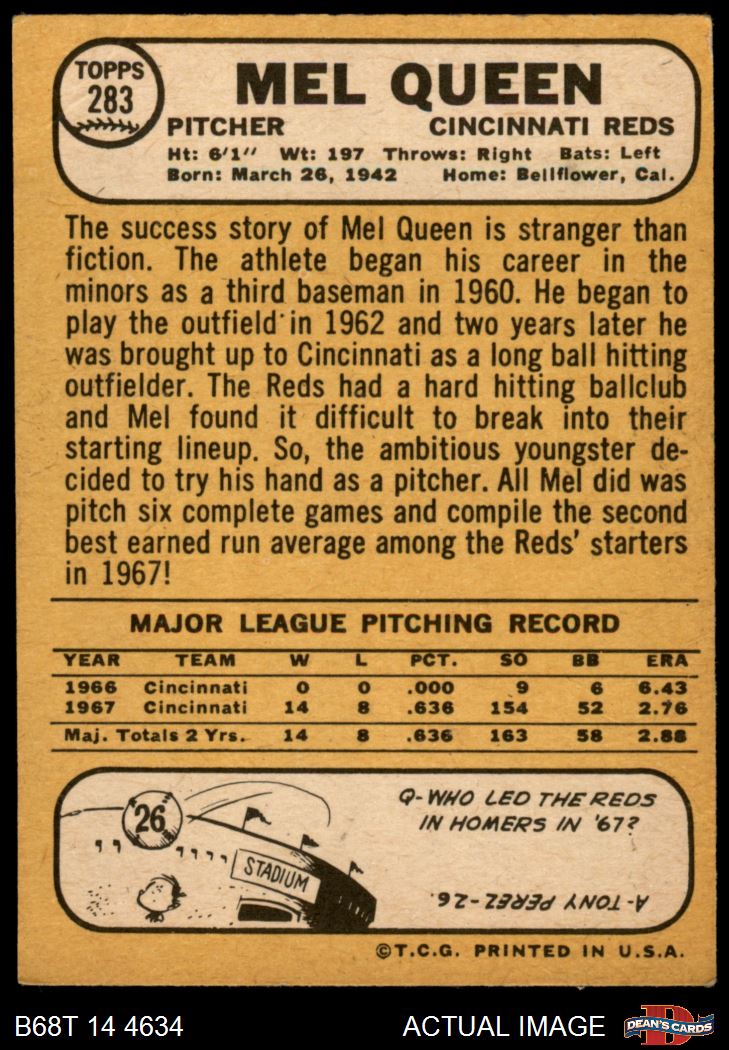 TOPPS
283
MEL QUEEN
PITCHER CINCINNATI REDS
Ht: 6'1" Wt: 197 Throws: Right Bats: Left
Born: March 26, 1942 Home: Bellflower, Cal.
The success story of Mel Queen is stranger than
fiction. The athlete began his career in the
minors as a third baseman in 1960. He began to
play the outfield in 1962 and two years later he
was brought up to Cincinnati as a long ball hitting
outfielder. The Reds had a hard hitting ballclub
and Mel found it difficult to break into their
starting lineup. So, the ambitious youngster de-
cided to try his hand as a pitcher. All Mel did was
pitch six complete games and compile the second
best earned run average among the Reds' starters
in 1967!
MAJOR LEAGUE PITCHING RECORD
YEAR TEAM W L PCT. SO BB ERA
1966 Cincinnati 0 0 .000 9 6 6.43
1967 Cincinnati 14 8 .636 154 52 2.76
Maj. Totals 2 Yrs. 14 8 .636 163 58 2.88
26
STADIUM
Q-WHO LED THE REDS
IN HOMERS IN '67?
A-TONY PEREZ-26.
©T.C.G. PRINTED IN U.S.A.
B68T 14 4634 ACTUAL IMAGE
D
DEAN'S CARDS